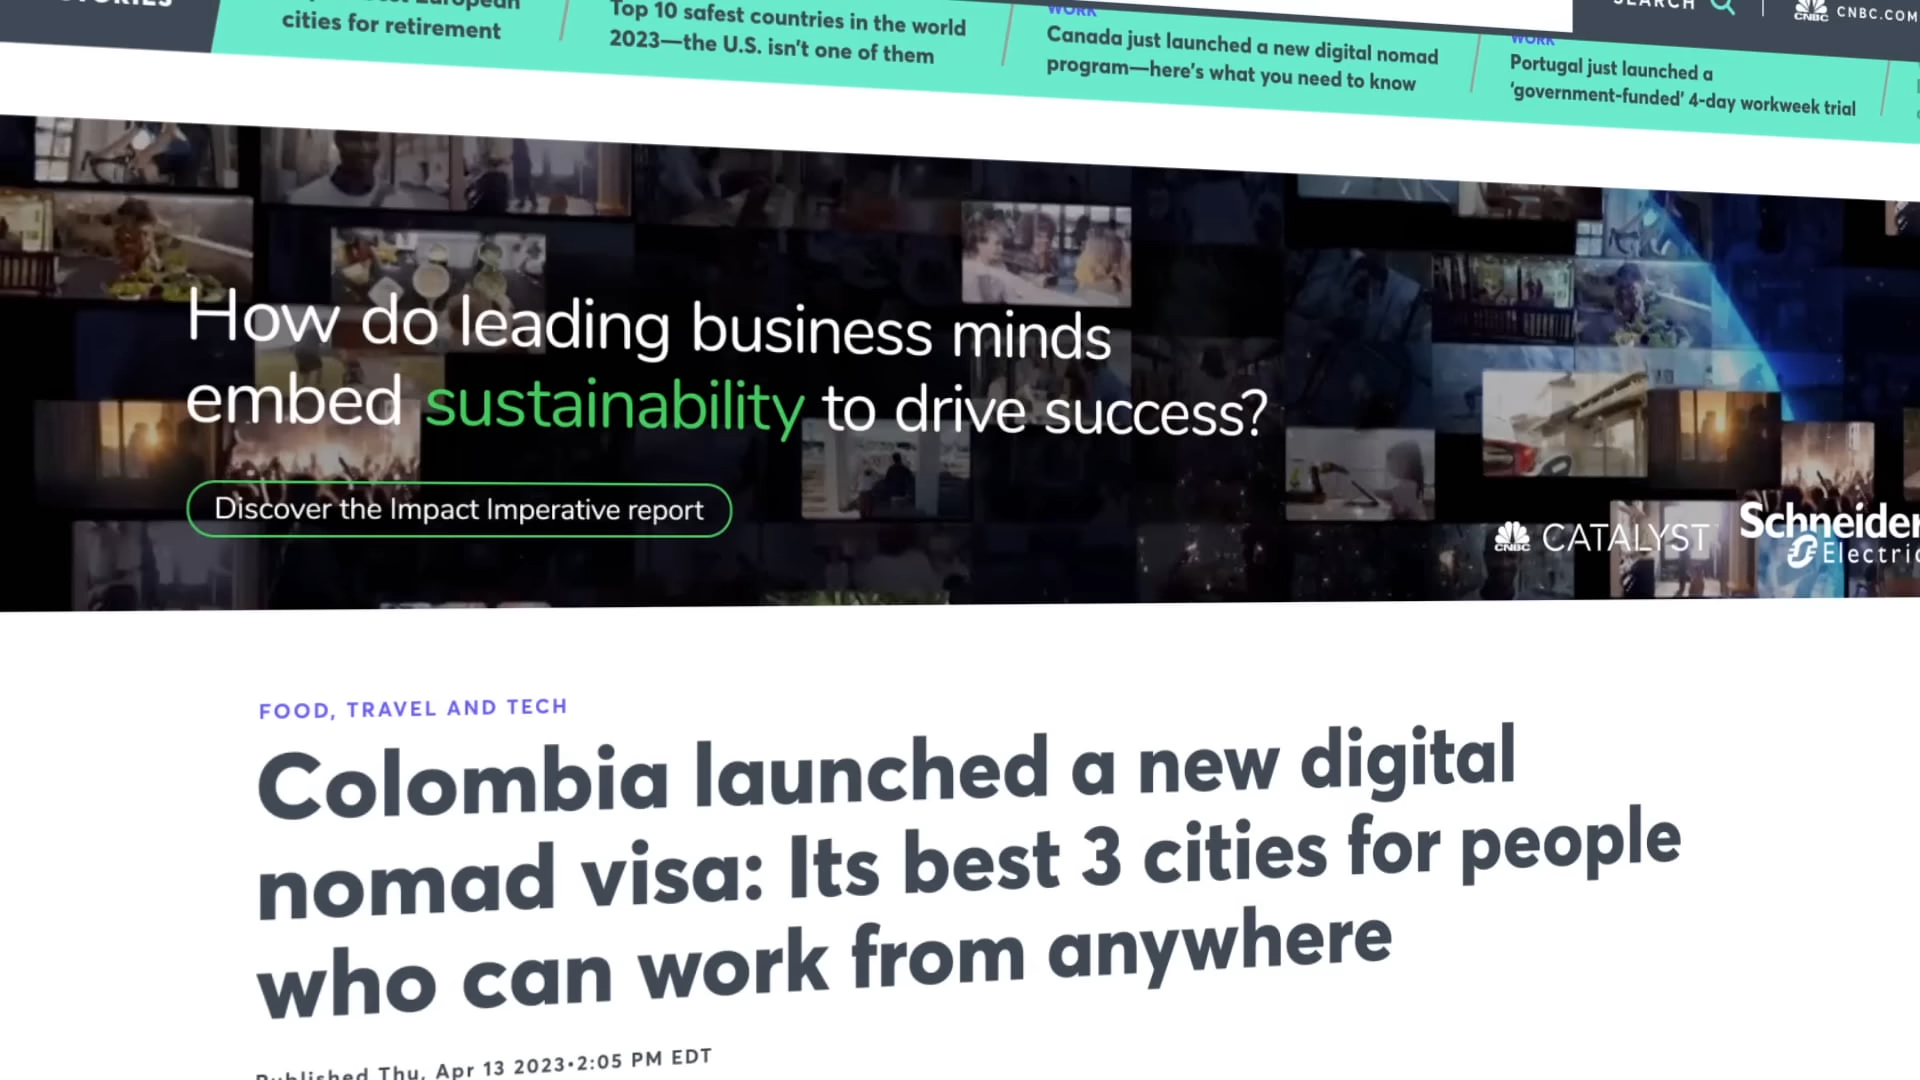 SEARCH
CNBC.COM
cities for retirement
Top 10 safest countries in the world
2023—the U.S. isn't one of them
WORK
Canada just launched a new digital nomad
program—here's what you need to know
WORK
Portugal just launched a
'government-funded' 4-day workweek trial
How do leading business minds
embed sustainability to drive success?
Discover the Impact Imperative report
CNBC CATALYST
Schneider
Electric
FOOD, TRAVEL AND TECH
Colombia launched a new digital
nomad visa: Its best 3 cities for people
who can work from anywhere
Published Thu, Apr 13 2023•2:05 PM EDT